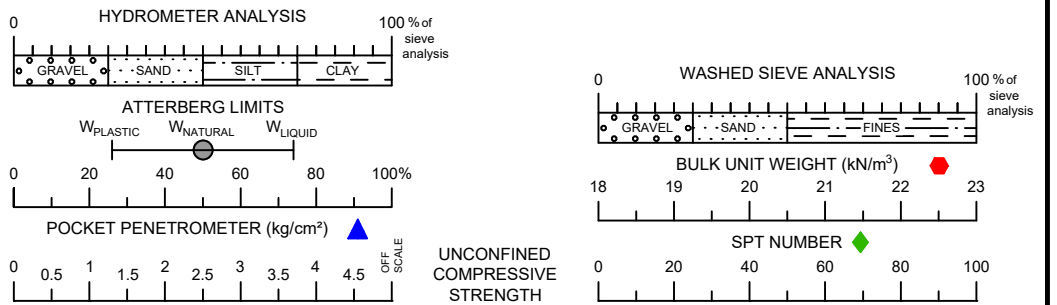 HYDROMETER ANALYSIS
0
100 % of sieve analysis
GRAVEL SAND SILT CLAY
ATTERBERG LIMITS
WPLASTIC WNATURAL WLIQUID
0 20 40 60 80 100%
POCKET PENETROMETER (kg/cm²)
OFF SCALE
0 0.5 1 1.5 2 2.5 3 3.5 4 4.5
UNCONFINED
COMPRESSIVE
STRENGTH
WASHED SIEVE ANALYSIS
0
100 % of sieve analysis
GRAVEL SAND FINES
BULK UNIT WEIGHT (kN/m³)
18 19 20 21 22 23
SPT NUMBER
0 20 40 60 80 100